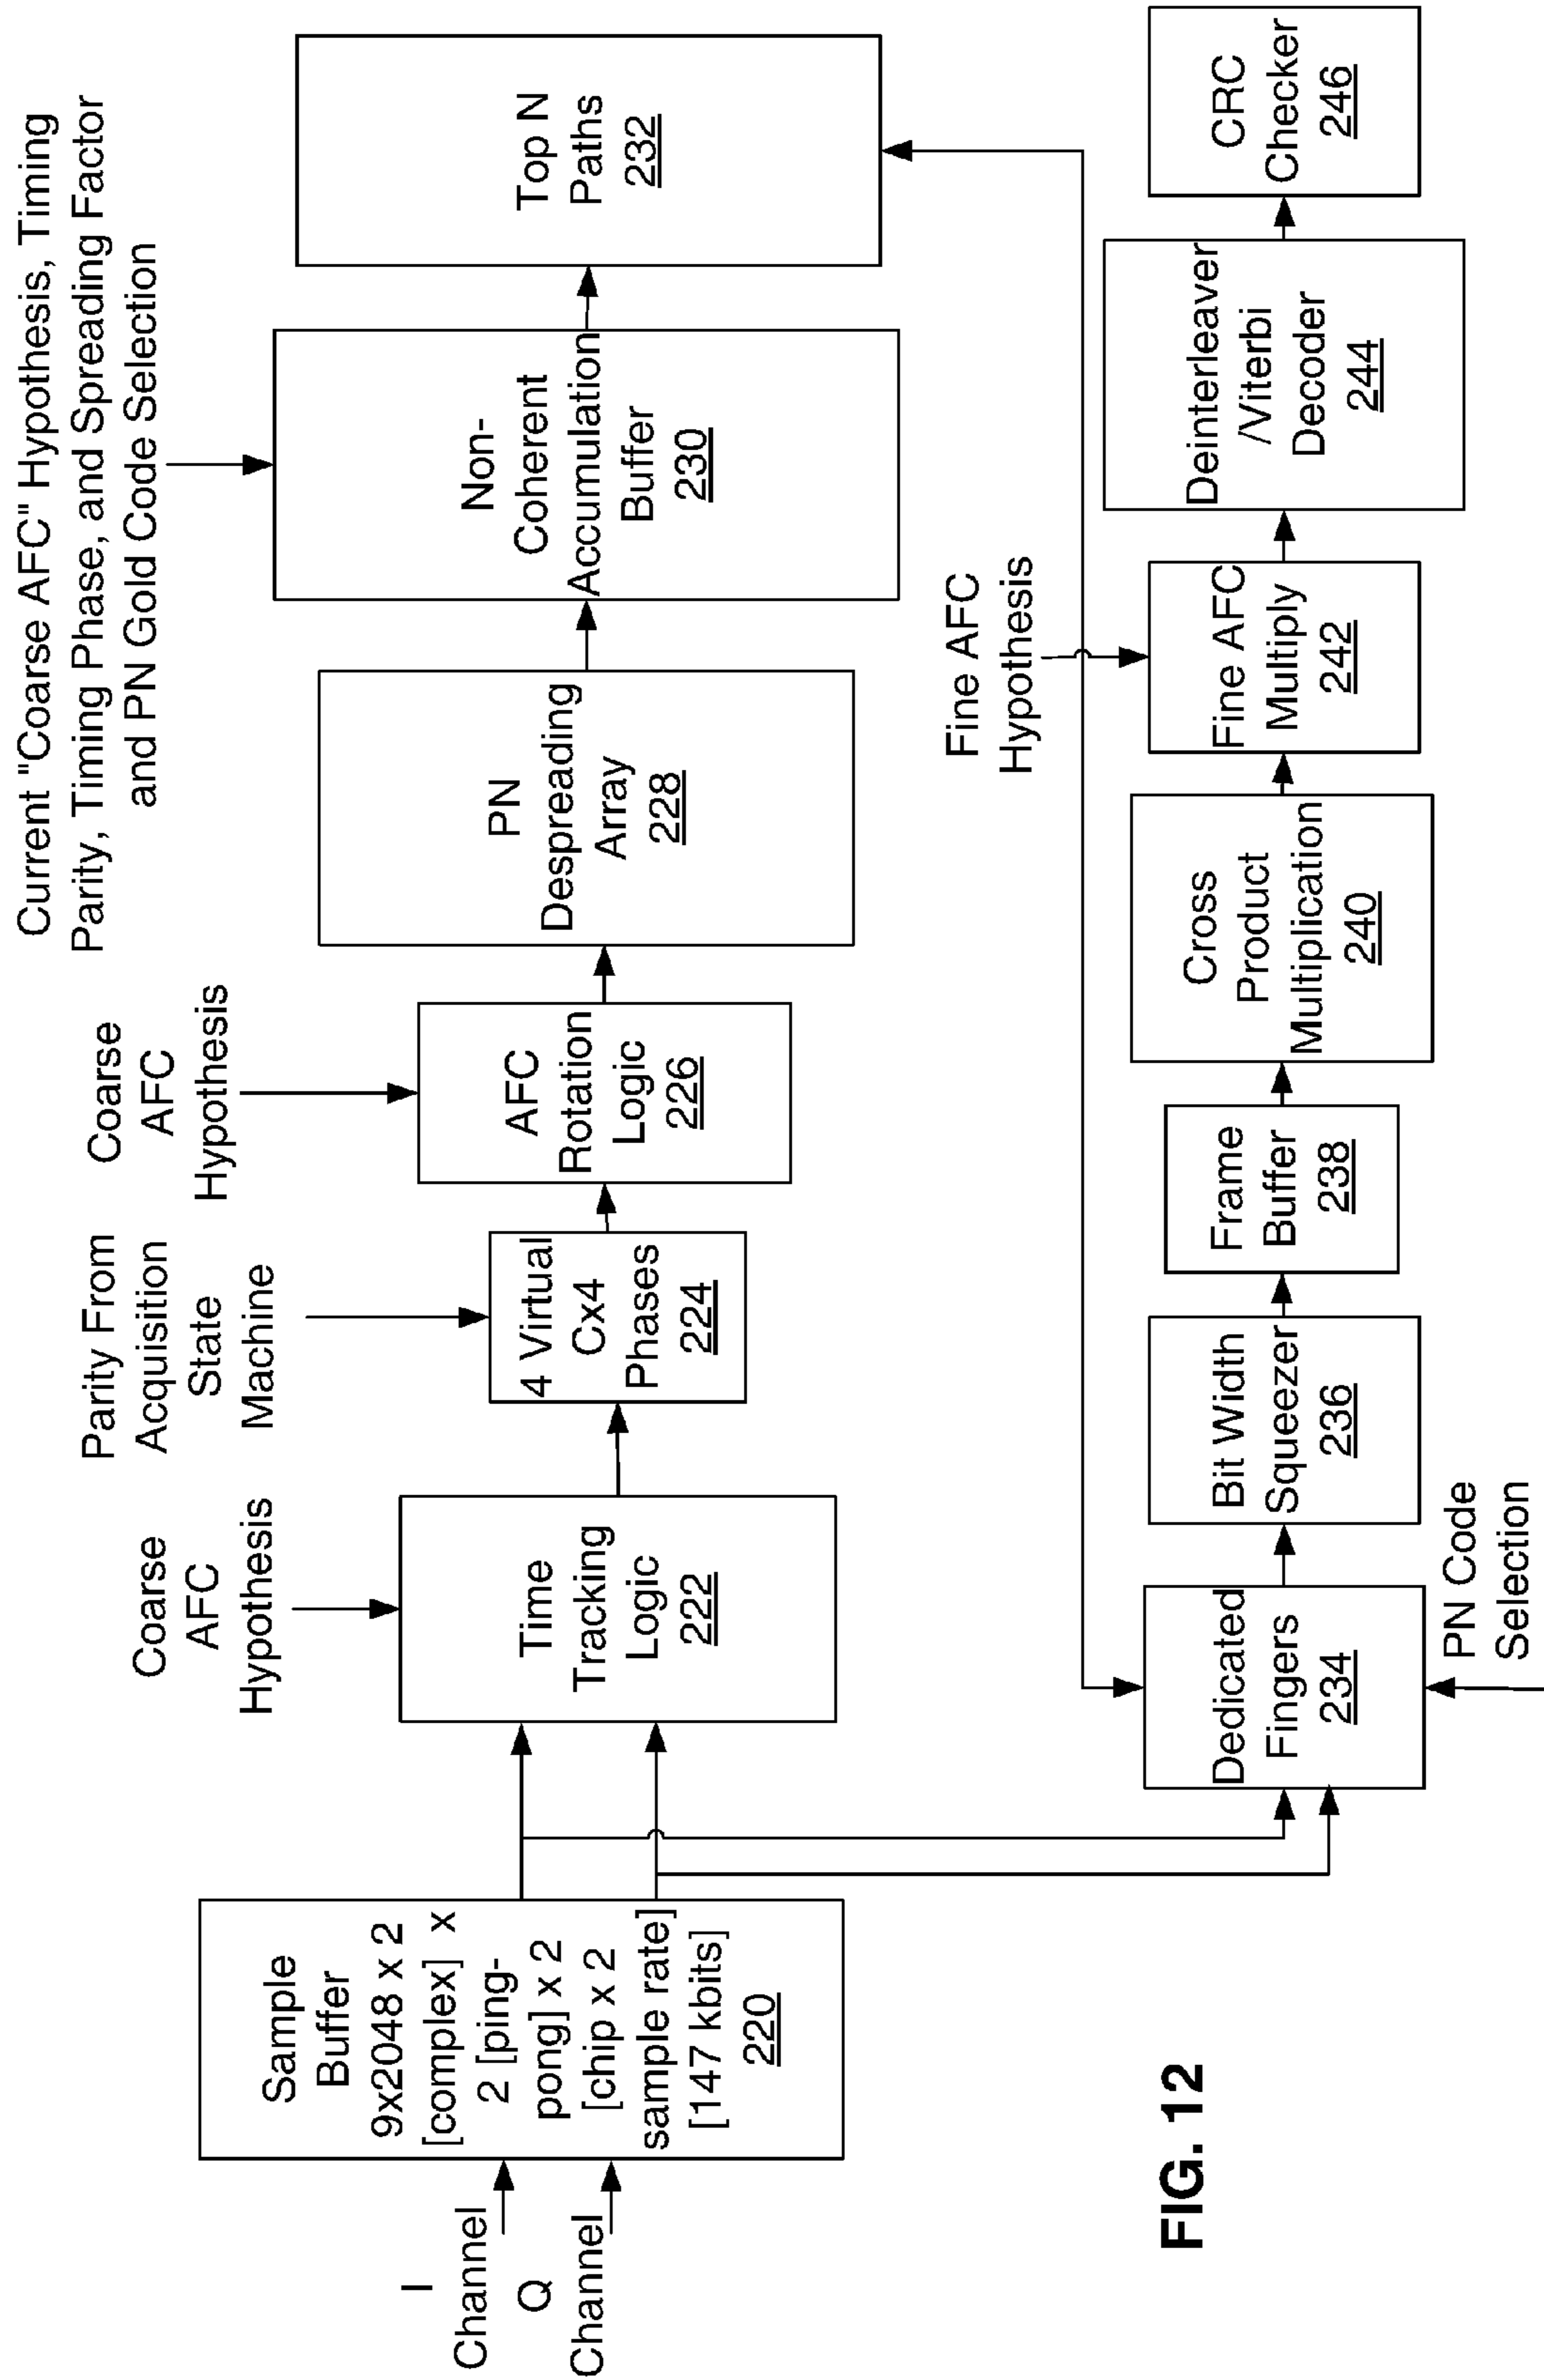 Current "Coarse AFC" Hypothesis, Timing
Parity, Timing Phase, and Spreading Factor
and PN Gold Code Selection
Parity From
Acquisition
State
Machine
Coarse
AFC
Hypothesis
Coarse
AFC
Hypothesis
I
Channel
Q
Channel
Sample
Buffer
9x2048 x 2
[complex] x
2 [ping-
pong] x 2
[chip x 2
sample rate]
[147 kbits]
220
Time
Tracking
Logic
222
4 Virtual
Cx4
Phases
224
AFC
Rotation
Logic
226
PN
Despreading
Array
228
Non-
Coherent
Accumulation
Buffer
230
Top N
Paths
232
Fine AFC
Hypothesis
Dedicated
Fingers
234
Bit Width
Squeezer
236
Frame
Buffer
238
Cross
Product
Multiplication
240
Fine AFC
Multiply
242
Deinterleaver
/Viterbi
Decoder
244
CRC
Checker
246
PN Code
Selection
FIG. 12